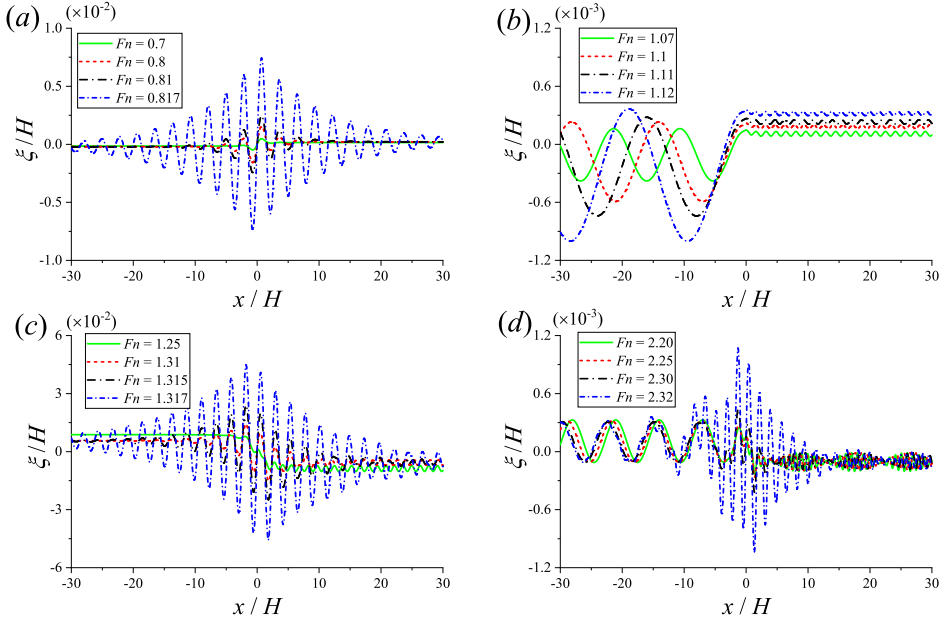 (a)
(×10⁻²)
Fn = 0.7
Fn = 0.8
Fn = 0.81
Fn = 0.817
1.0
0.5
0.0
-0.5
-1.0
ξ / H
-30 -20 -10 0 10 20 30
x / H
(b)
(×10⁻³)
Fn = 1.07
Fn = 1.1
Fn = 1.11
Fn = 1.12
1.2
0.6
0.0
-0.6
-1.2
ξ / H
-30 -20 -10 0 10 20 30
x / H
(c)
(×10⁻²)
Fn = 1.25
Fn = 1.31
Fn = 1.315
Fn = 1.317
6
3
0
-3
-6
ξ / H
-30 -20 -10 0 10 20 30
x / H
(d)
(×10⁻³)
Fn = 2.20
Fn = 2.25
Fn = 2.30
Fn = 2.32
1.2
0.6
0.0
-0.6
-1.2
ξ / H
-30 -20 -10 0 10 20 30
x / H